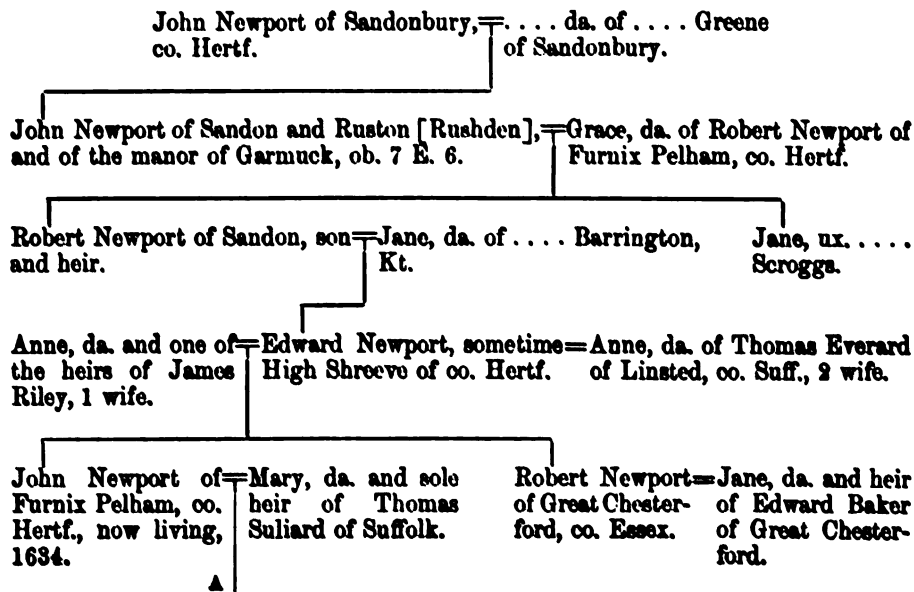 John Newport of Sandonbury,=. . . . da. of . . . . Greene
co. Hertf.
of Sandonbury.
John Newport of Sandon and Ruston [Rushden],=Grace, da. of Robert Newport of
and of the manor of Garmuck, ob. 7 E. 6.
Furnix Pelham, co. Hertf.
Robert Newport of Sandon, son=Jane, da. of . . . . Barrington,
and heir.
Kt.
Jane, ux. . . . .
Scroggs.
Anne, da. and one of=Edward Newport, sometime=Anne, da. of Thomas Everard
the heirs of James
Riley, 1 wife.
High Shreeve of co. Hertf.
of Linsted, co. Suff., 2 wife.
John Newport of=Mary, da. and sole
Furnix Pelham, co.
Hertf., now living,
1634.
heir of Thomas
Suliard of Suffolk.
Robert Newport=Jane, da. and heir
of Great Chester-
ford, co. Essex.
of Edward Baker
of Great Chester-
ford.
A